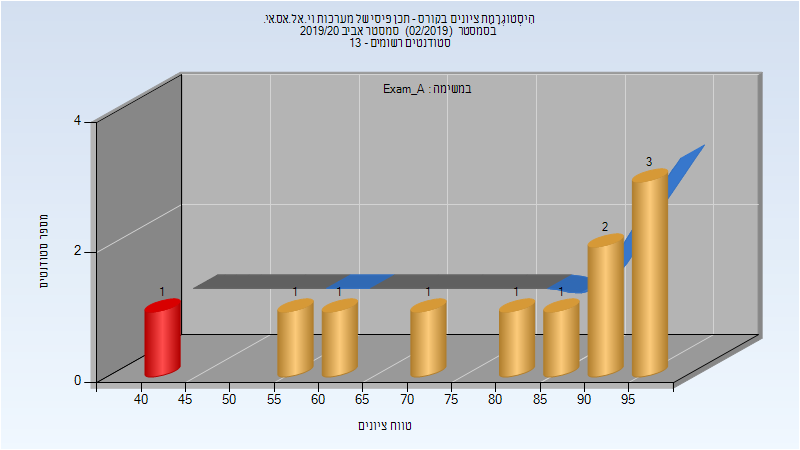 היסטוגרמת ציונים בקורס - תכן פיסי של מערכות וי.אל.אס.אי.
בסמסטר (02/2019) סמסטר אביב 2019/20
סטודנטים רשומים - 13
במשימה : Exam_A
מספר סטודנטים
4
2
0
1
1
1
1
1
1
2
3
40 45 50 55 60 65 70 75 80 85 90 95
טווח ציונים